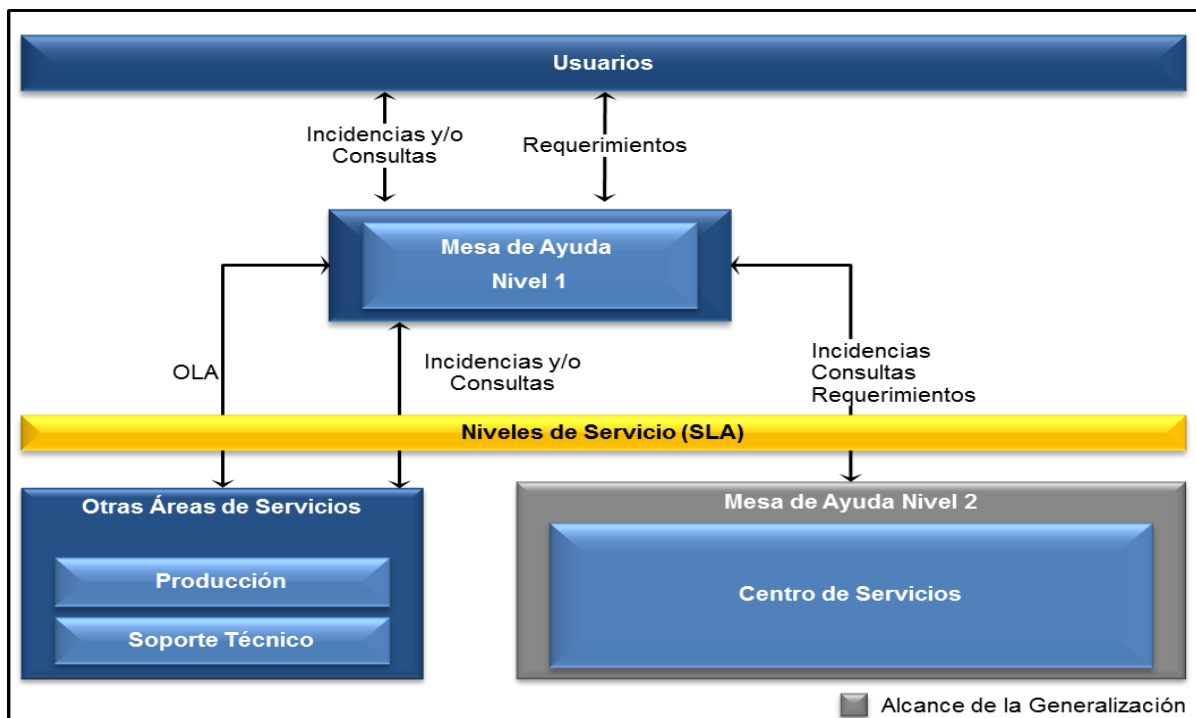 Usuarios
Incidencias y/o
Consultas
Requerimientos
Mesa de Ayuda
Nivel 1
OLA
Incidencias y/o
Consultas
Incidencias
Consultas
Requerimientos
Niveles de Servicio (SLA)
Otras Áreas de Servicios
Producción
Soporte Técnico
Mesa de Ayuda Nivel 2
Centro de Servicios
Alcance de la Generalización